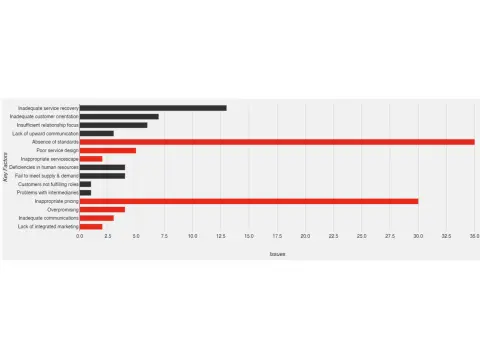 Inadequate service recovery
Inadequate customer orientation
Insufficient relationship focus
Lack of upward communication
Absence of standards
Poor service design
Inappropriate servicescape
Deficiencies in human resources
Fail to meet supply & demand
Customers not fulfilling roles
Problems with intermediaries
Inappropriate pricing
Overpromising
Inadequate communications
Lack of integrated marketing
Key Factors
0.0 2.5 5.0 7.5 10.0 12.5 15.0 17.5 20.0 22.5 25.0 27.5 30.0 32.5 35.0
Issues